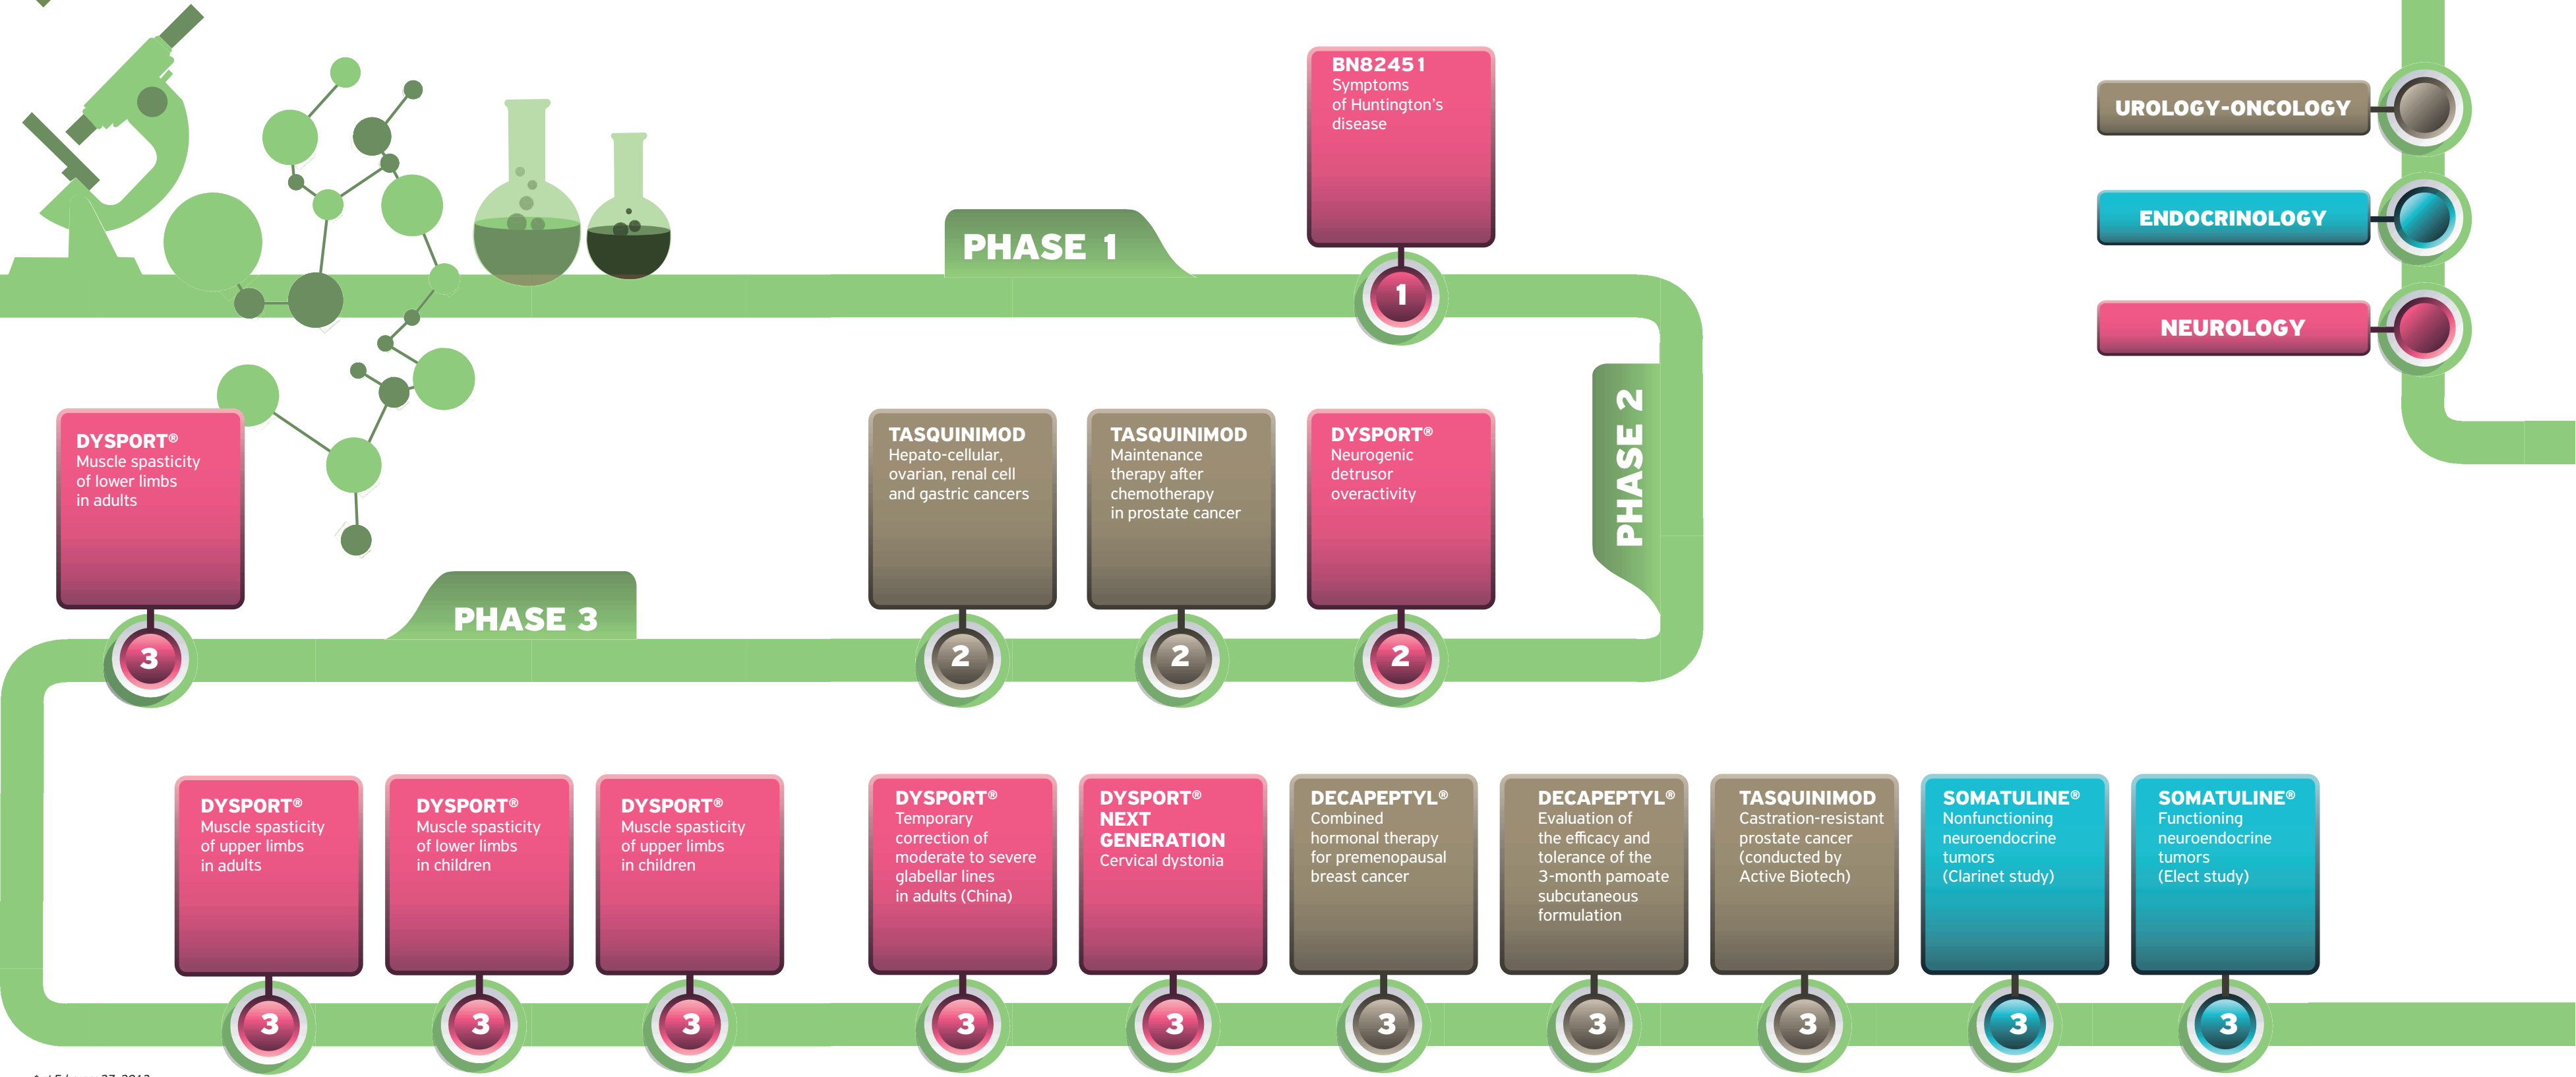 BN82451
Symptoms
of Huntington's
disease
PHASE 1
1
UROLOGY-ONCOLOGY
ENDOCRINOLOGY
NEUROLOGY
PHASE 2
DYSPORT®
Muscle spasticity
of lower limbs
in adults
3
TASQUINIMOD
Hepato-cellular,
ovarian, renal cell
and gastric cancers
2
TASQUINIMOD
Maintenance
therapy after
chemotherapy
in prostate cancer
2
DYSPORT®
Neurogenic
detrusor
overactivity
2
PHASE 3
DYSPORT®
Muscle spasticity
of upper limbs
in adults
3
DYSPORT®
Muscle spasticity
of lower limbs
in children
3
DYSPORT®
Muscle spasticity
of upper limbs
in children
3
DYSPORT®
Temporary
correction of
moderate to severe
glabellar lines
in adults (China)
3
DYSPORT®
NEXT
GENERATION
Cervical dystonia
3
DECAPEPTYL®
Combined
hormonal therapy
for premenopausal
breast cancer
3
DECAPEPTYL®
Evaluation of
the efficacy and
tolerance of the
3-month pamoate
subcutaneous
formulation
3
TASQUINIMOD
Castration-resistant
prostate cancer
(conducted by
Active Biotech)
3
SOMATULINE®
Nonfunctioning
neuroendocrine
tumors
(Clarinet study)
3
SOMATULINE®
Functioning
neuroendocrine
tumors
(Elect study)
3